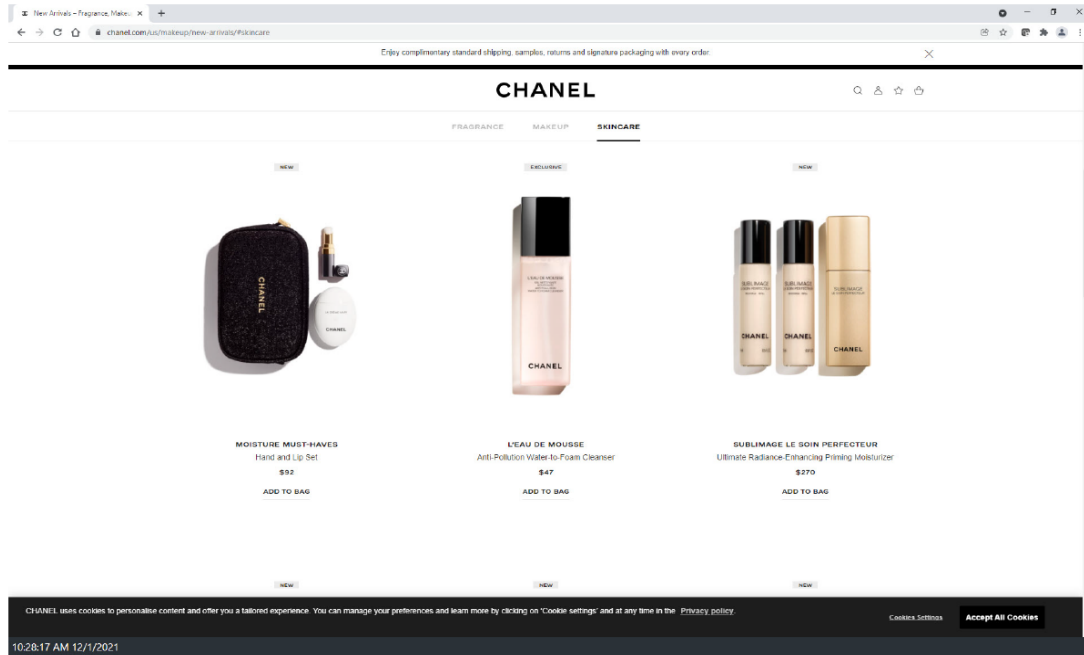 New Arrivals – Fragrance, Makeu
chanel.com/us/makeup/new-arrivals/#skincare
Enjoy complimentary standard shipping, samples, returns and signature packaging with every order.
CHANEL
FRAGRANCE MAKEUP SKINCARE
NEW EXCLUSIVE NEW
CHANEL
CHANEL
L'EAU DE MOUSSE
CHANEL
SUBLIMAGE SUBLIMAGE SUBLIMAGE
CHANEL CHANEL CHANEL
MOISTURE MUST-HAVES
Hand and Lip Set
$92
ADD TO BAG
L'EAU DE MOUSSE
Anti-Pollution Water-to-Foam Cleanser
$47
ADD TO BAG
SUBLIMAGE LE SOIN PERFECTEUR
Ultimate Radiance-Enhancing Priming Moisturizer
$270
ADD TO BAG
NEW NEW NEW
CHANEL uses cookies to personalise content and offer you a tailored experience. You can manage your preferences and learn more by clicking on 'Cookie settings' and at any time in the Privacy policy.
Cookies Settings
Accept All Cookies
10:28:17 AM 12/1/2021